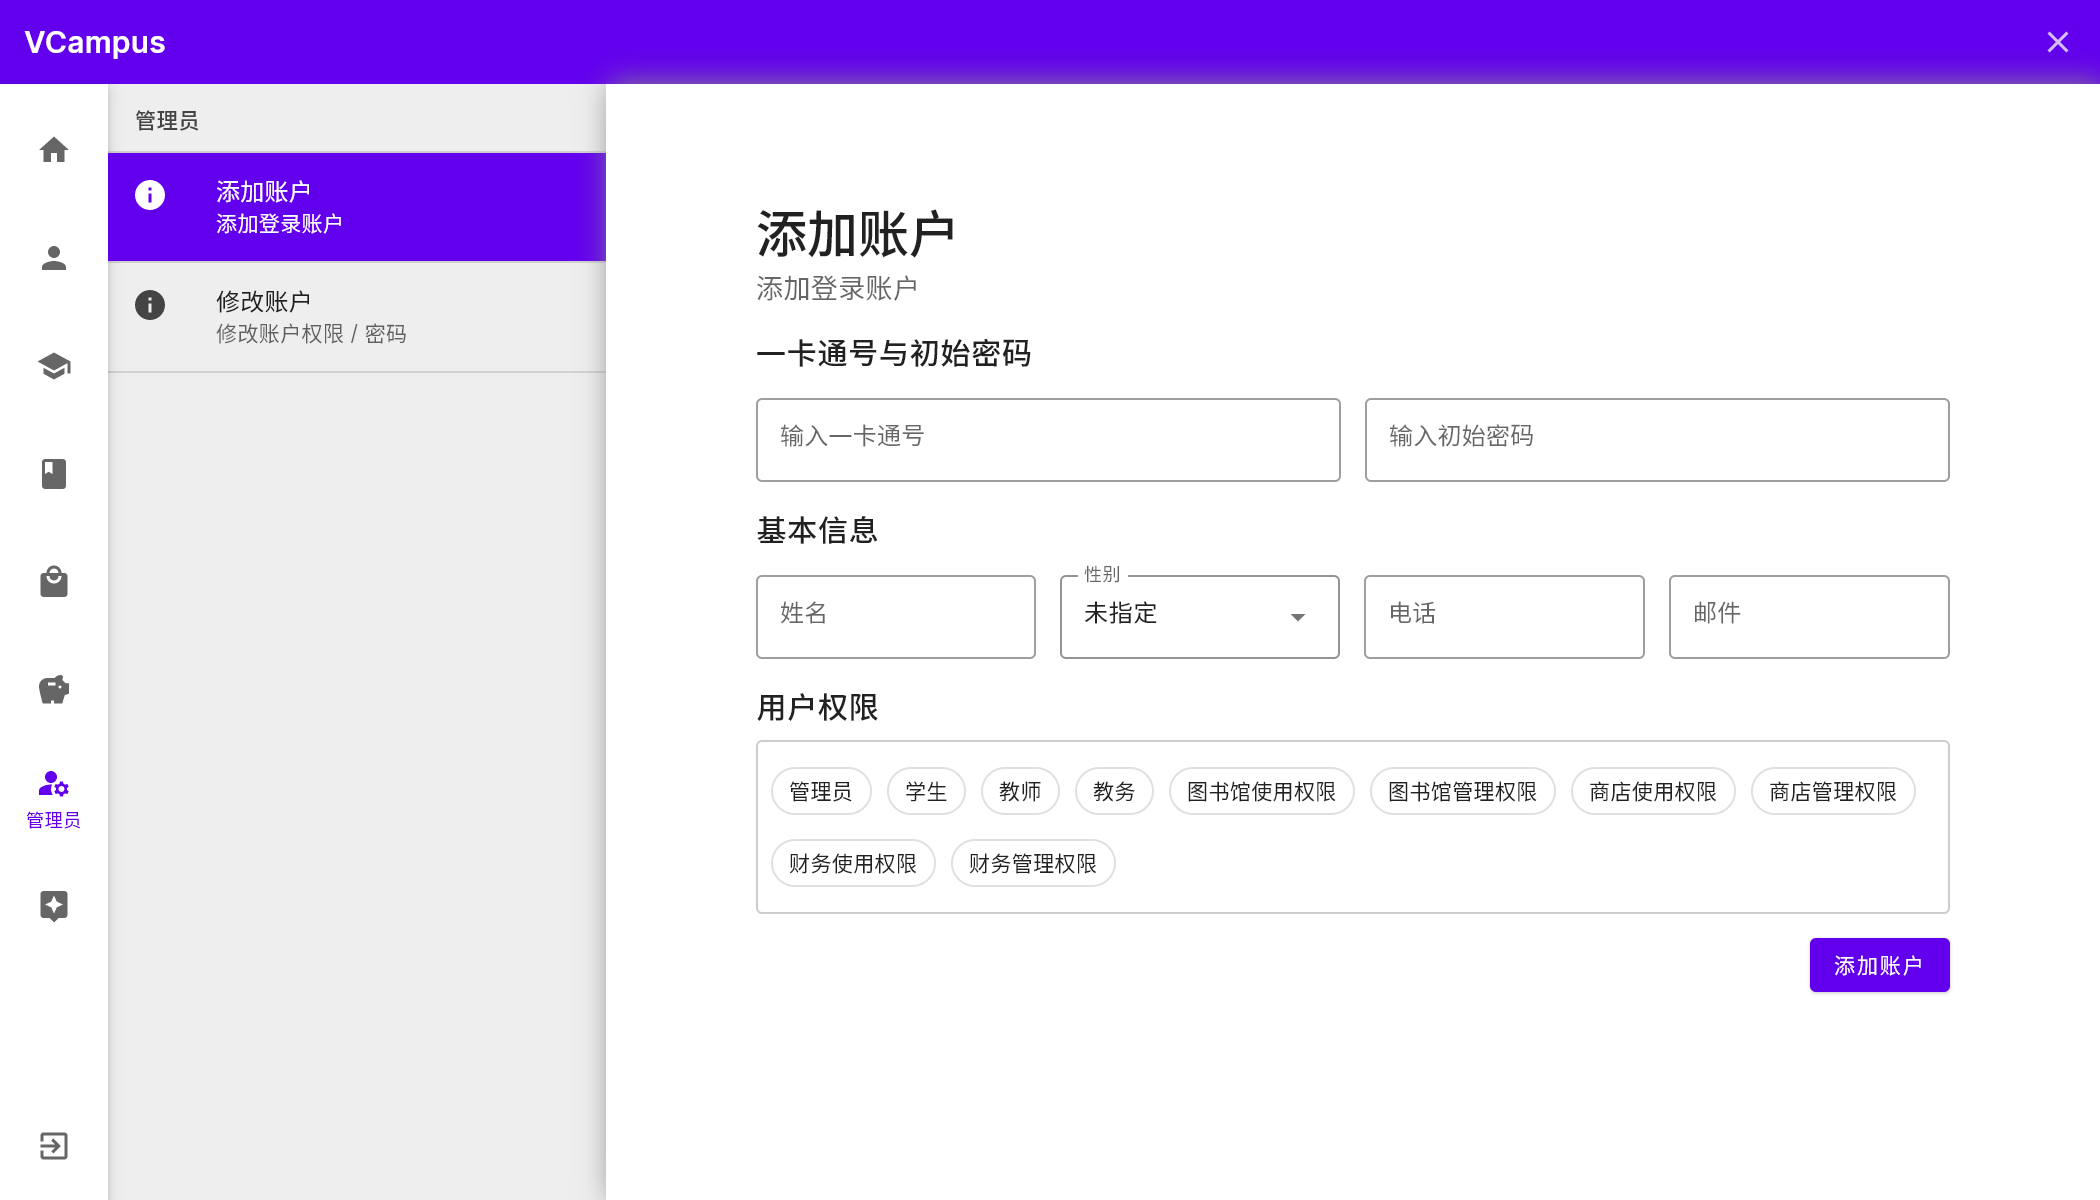 VCampus
管理员
添加账户
添加登录账户
修改账户
修改账户权限 / 密码
管理员
添加账户
添加登录账户
一卡通号与初始密码
输入一卡通号 输入初始密码
基本信息
性别
姓名 未指定 电话 邮件
用户权限
管理员 学生 教师 教务 图书馆使用权限 图书馆管理权限 商店使用权限 商店管理权限
财务使用权限 财务管理权限
添加账户